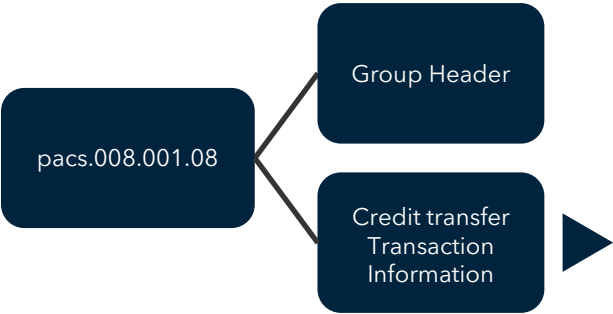 pacs.008.001.08
Group Header
Credit transfer
Transaction
Information